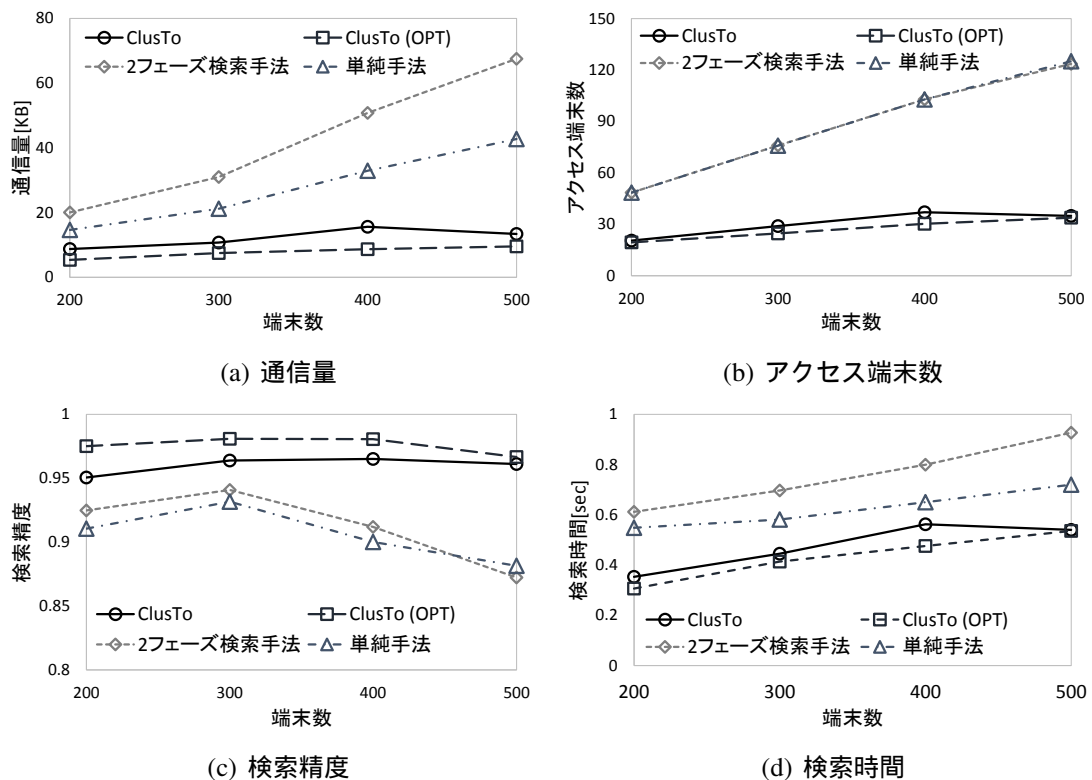 80
60
40
20
0
通信量[KB]
ClusTo
ClusTo (OPT)
2フェーズ検索手法
単純手法
200
300
400
500
端末数
(a) 通信量
150
120
90
60
30
0
アクセス端末数
ClusTo
ClusTo (OPT)
2フェーズ検索手法
単純手法
200
300
400
500
端末数
(b) アクセス端末数
1
0.95
0.9
0.85
0.8
検索精度
ClusTo
ClusTo (OPT)
2フェーズ検索手法
単純手法
200
300
400
500
端末数
(c) 検索精度
1
0.8
0.6
0.4
0.2
0
検索時間[sec]
ClusTo
ClusTo (OPT)
2フェーズ検索手法
単純手法
200
300
400
500
端末数
(d) 検索時間